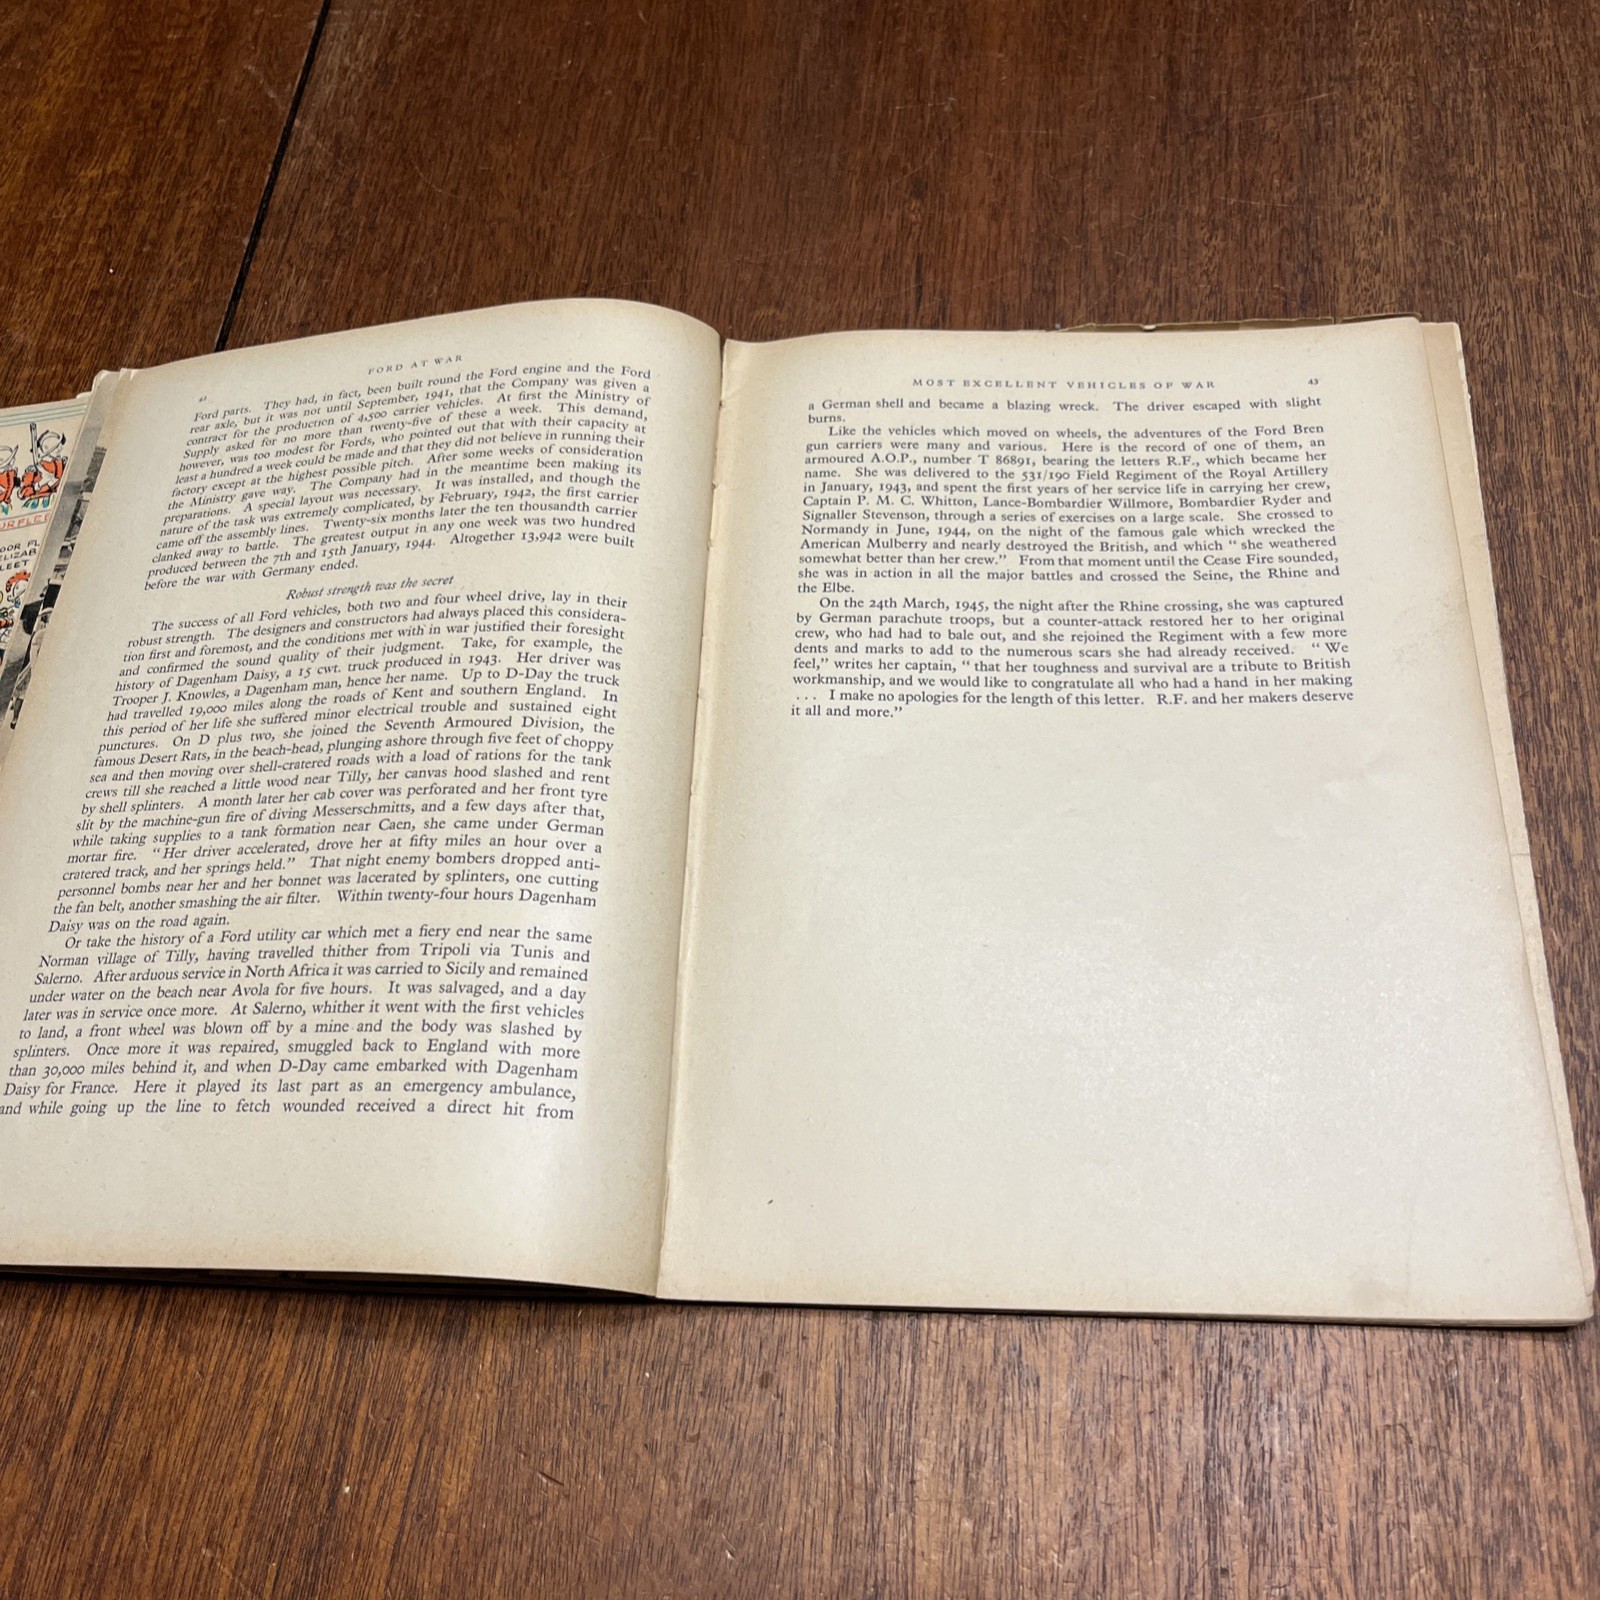 URFLEE
OOR FL
ELIZAB
LEET
FORD AT WAR
42
Ford parts. They had, in fact, been built round the Ford engine and the Ford
rear axle, but it was not until September, 1941, that the Company was given a
contract for the production of 4,500 carrier vehicles. At first the Ministry of
Supply asked for no more than twenty-five of these a week. This demand,
however, was too modest for Fords, who pointed out that with their capacity at
least a hundred a week could be made and that they did not believe in running their
factory except at the highest possible pitch. After some weeks of consideration
the Ministry gave way. The Company had in the meantime been making its
preparations. A special layout was necessary. It was installed, and though the
nature of the task was extremely complicated, by February, 1942, the first carrier
came off the assembly lines. Twenty-six months later the ten thousandth carrier
clanked away to battle. The greatest output in any one week was two hundred
produced between the 7th and 15th January, 1944. Altogether 13,942 were built
before the war with Germany ended.
Robust strength was the secret
The success of all Ford vehicles, both two and four wheel drive, lay in their
robust strength. The designers and constructors had always placed this considera-
tion first and foremost, and the conditions met with in war justified their foresight
and confirmed the sound quality of their judgment. Take, for example, the
history of Dagenham Daisy, a 15 cwt. truck produced in 1943. Her driver was
Trooper J. Knowles, a Dagenham man, hence her name. Up to D-Day the truck
had travelled 19,000 miles along the roads of Kent and southern England. In
this period of her life she suffered minor electrical trouble and sustained eight
punctures. On D plus two, she joined the Seventh Armoured Division, the
famous Desert Rats, in the beach-head, plunging ashore through five feet of choppy
sea and then moving over shell-cratered roads with a load of rations for the tank
crews till she reached a little wood near Tilly, her canvas hood slashed and rent
by shell splinters. A month later her cab cover was perforated and her front tyre
slit by the machine-gun fire of diving Messerschmitts, and a few days after that,
while taking supplies to a tank formation near Caen, she came under German
mortar fire. "Her driver accelerated, drove her at fifty miles an hour over a
cratered track, and her springs held." That night enemy bombers dropped anti-
personnel bombs near her and her bonnet was lacerated by splinters, one cutting
the fan belt, another smashing the air filter. Within twenty-four hours Dagenham
Daisy was on the road again.
Or take the history of a Ford utility car which met a fiery end near the same
Norman village of Tilly, having travelled thither from Tripoli via Tunis and
Salerno. After arduous service in North Africa it was carried to Sicily and remained
under water on the beach near Avola for five hours. It was salvaged, and a day
later was in service once more. At Salerno, whither it went with the first vehicles
to land, a front wheel was blown off by a mine and the body was slashed by
splinters. Once more it was repaired, smuggled back to England with more
than 30,000 miles behind it, and when D-Day came embarked with Dagenham
Daisy for France. Here it played its last part as an emergency ambulance,
and while going up the line to fetch wounded received a direct hit from
MOST EXCELLENT VEHICLES OF WAR 43
a German shell and became a blazing wreck. The driver escaped with slight
burns.
Like the vehicles which moved on wheels, the adventures of the Ford Bren
gun carriers were many and various. Here is the record of one of them, an
armoured A.O.P., number T 86891, bearing the letters R.F., which became her
name. She was delivered to the 531/190 Field Regiment of the Royal Artillery
in January, 1943, and spent the first years of her service life in carrying her crew,
Captain P. M. C. Whitton, Lance-Bombardier Willmore, Bombardier Ryder and
Signaller Stevenson, through a series of exercises on a large scale. She crossed to
Normandy in June, 1944, on the night of the famous gale which wrecked the
American Mulberry and nearly destroyed the British, and which "she weathered
somewhat better than her crew." From that moment until the Cease Fire sounded,
she was in action in all the major battles and crossed the Seine, the Rhine and
the Elbe.
On the 24th March, 1945, the night after the Rhine crossing, she was captured
by German parachute troops, but a counter-attack restored her to her original
crew, who had had to bale out, and she rejoined the Regiment with a few more
dents and marks to add to the numerous scars she had already received. "We
feel," writes her captain, "that her toughness and survival are a tribute to British
workmanship, and we would like to congratulate all who had a hand in her making
... I make no apologies for the length of this letter. R.F. and her makers deserve
it all and more."